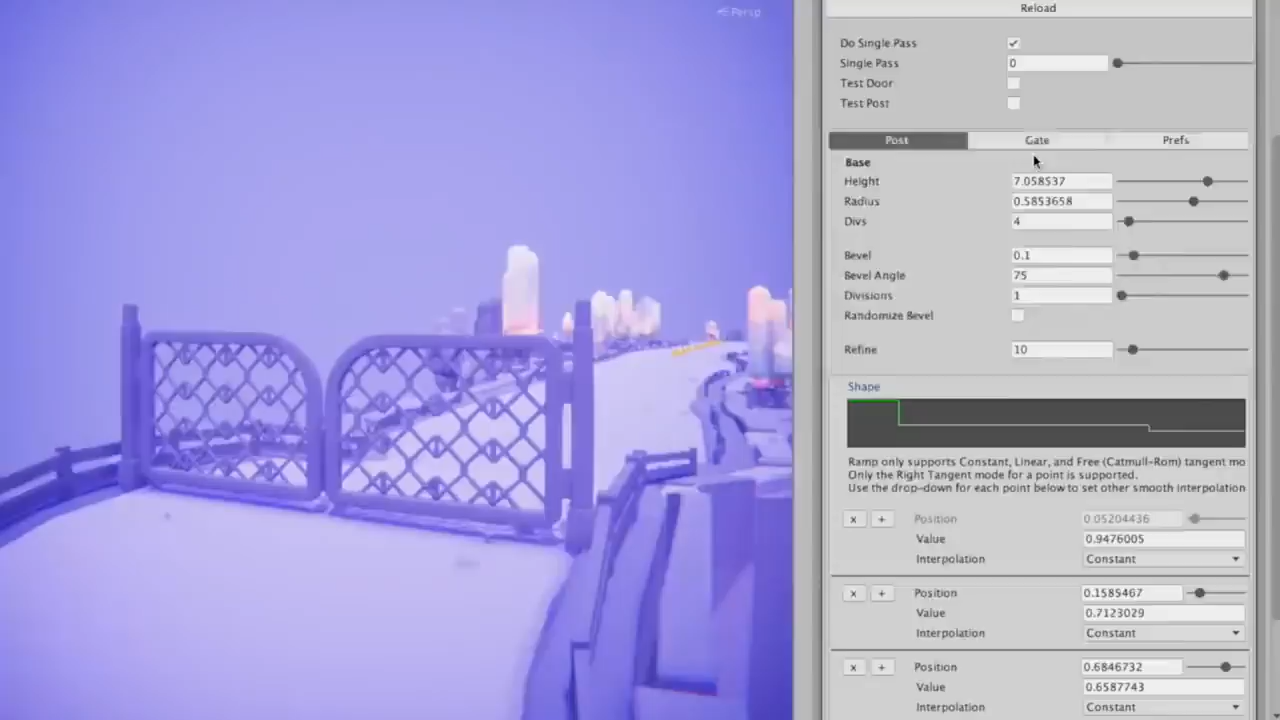 Persp
Reload
Do Single Pass
Single Pass 0
Test Door
Test Post
Post Gate Prefs
Base
Height 7.058537
Radius 0.5853658
Divs 4
Bevel 0.1
Bevel Angle 75
Divisions 1
Randomize Bevel
Refine 10
Shape
Ramp only supports Constant, Linear, and Free (Catmull-Rom) tangent mo
Only the Right Tangent mode for a point is supported.
Use the drop-down for each point below to set other smooth interpolation
x + Position 0.05204436
Value 0.9476005
Interpolation Constant
x + Position 0.1585467
Value 0.7123029
Interpolation Constant
x + Position 0.6846732
Value 0.6587743
Interpolation Constant